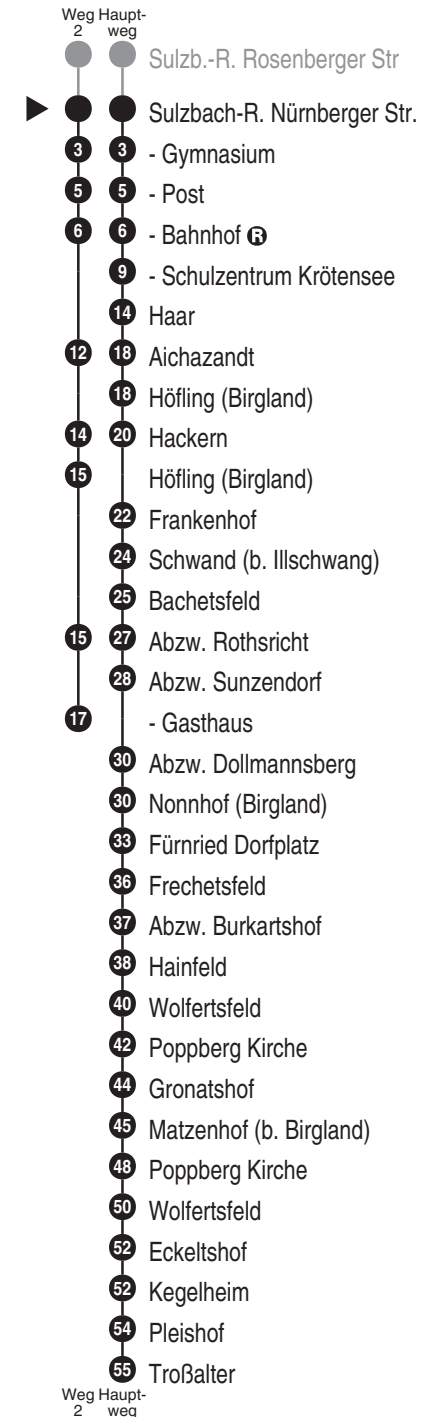 Weg Haupt-
2 weg
Sulzb.-R. Rosenberger Str
Sulzbach-R. Nürnberger Str.
3 3 - Gymnasium
5 5 - Post
6 6 - Bahnhof R
9 - Schulzentrum Krötensee
14 Haar
12 18 Aichazandt
18 Höfling (Birgland)
14 20 Hackern
15 Höfling (Birgland)
22 Frankenhof
24 Schwand (b. Illschwang)
25 Bachetsfeld
15 27 Abzw. Rothsricht
28 Abzw. Sunzendorf
17 - Gasthaus
30 Abzw. Dollmannsberg
30 Nonnhof (Birgland)
33 Fürnried Dorfplatz
36 Frechetsfeld
37 Abzw. Burkartshof
38 Hainfeld
40 Wolfertsfeld
42 Poppberg Kirche
44 Gronatshof
45 Matzenhof (b. Birgland)
48 Poppberg Kirche
50 Wolfertsfeld
52 Eckeltshof
52 Kegelheim
54 Pleishof
55 Troßalter
Weg Haupt-
2 weg